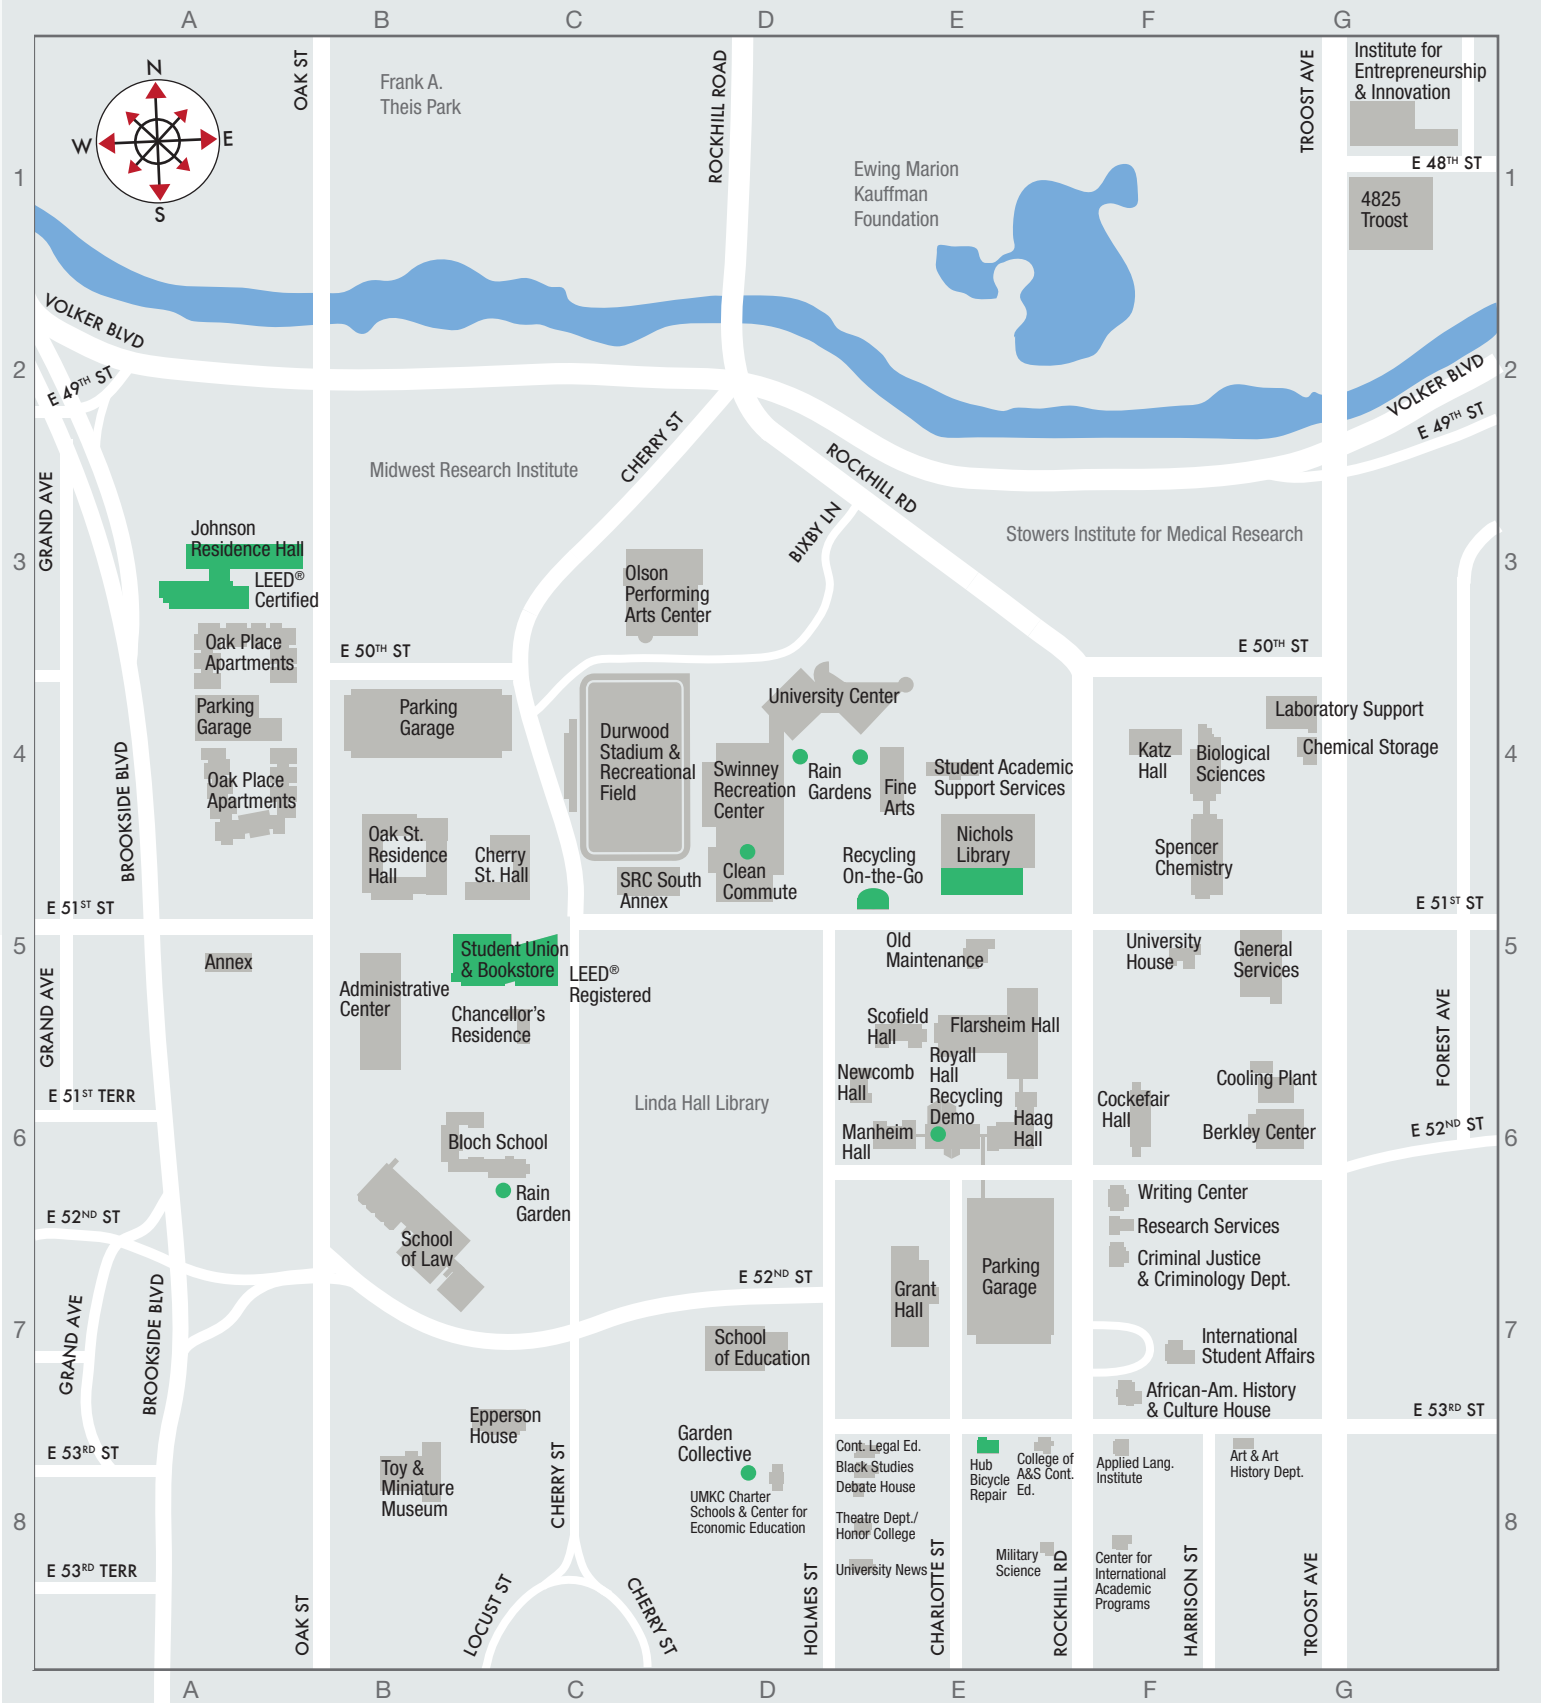 A B C D E F G
N
W E
S
OAK ST
Frank A.
Theis Park
ROCKHILL ROAD
TROOST AVE
Institute for
Entrepreneurship
& Innovation
E 48TH ST
1 1
4825
Troost
Ewing Marion
Kauffman
Foundation
VOLKER BLVD
2 2
E 49TH ST
VOLKER BLVD
E 49TH ST
CHERRY ST
ROCKHILL RD
Midwest Research Institute
GRAND AVE
BIXBY LN
Stowers Institute for Medical Research
Johnson
Residence Hall
LEED®
Certified
3 3
Olson
Performing
Arts Center
Oak Place
Apartments
E 50TH ST
E 50TH ST
Parking
Garage
Parking
Garage
University Center
Laboratory Support
Chemical Storage
Durwood
Stadium &
Recreational
Field
4 4
BROOKSIDE BLVD
Oak Place
Apartments
Swinney
Recreation
Center
Rain
Gardens
Fine
Arts
Student Academic
Support Services
Katz
Hall
Biological
Sciences
Oak St.
Residence
Hall
Cherry
St. Hall
SRC South
Annex
Clean
Commute
Recycling
On-the-Go
Nichols
Library
Spencer
Chemistry
E 51ST ST
E 51ST ST
5 5
Annex
Student Union
& Bookstore
LEED®
Registered
Old
Maintenance
University
House
General
Services
Administrative
Center
Chancellor's
Residence
GRAND AVE
FOREST AVE
Scofield
Hall
Flarsheim Hall
Royall
Hall
Newcomb
Hall
Recycling
Demo
Haag
Hall
Manheim
Hall
Cooling Plant
Cockefair
Hall
Berkley Center
E 51ST TERR
Linda Hall Library
E 52ND ST
6 6
Bloch School
Rain
Garden
School
of Law
E 52ND ST
Writing Center
Research Services
Criminal Justice
& Criminology Dept.
E 52ND ST
Grant
Hall
Parking
Garage
7 7
GRAND AVE
BROOKSIDE BLVD
School
of Education
International
Student Affairs
African-Am. History
& Culture House
Epperson
House
E 53RD ST
E 53RD ST
Garden
Collective
Toy &
Miniature
Museum
CHERRY ST
UMKC Charter
Schools & Center for
Economic Education
Cont. Legal Ed.
Black Studies
Debate House
Theatre Dept./
Honor College
University News
Hub
Bicycle
Repair
College of
A&S Cont.
Ed.
Applied Lang.
Institute
Art & Art
History Dept.
8 8
Military
Science
Center for
International
Academic
Programs
E 53RD TERR
OAK ST
LOCUST ST
CHERRY ST
HOLMES ST
CHARLOTTE ST
ROCKHILL RD
HARRISON ST
TROOST AVE
A B C D E F G